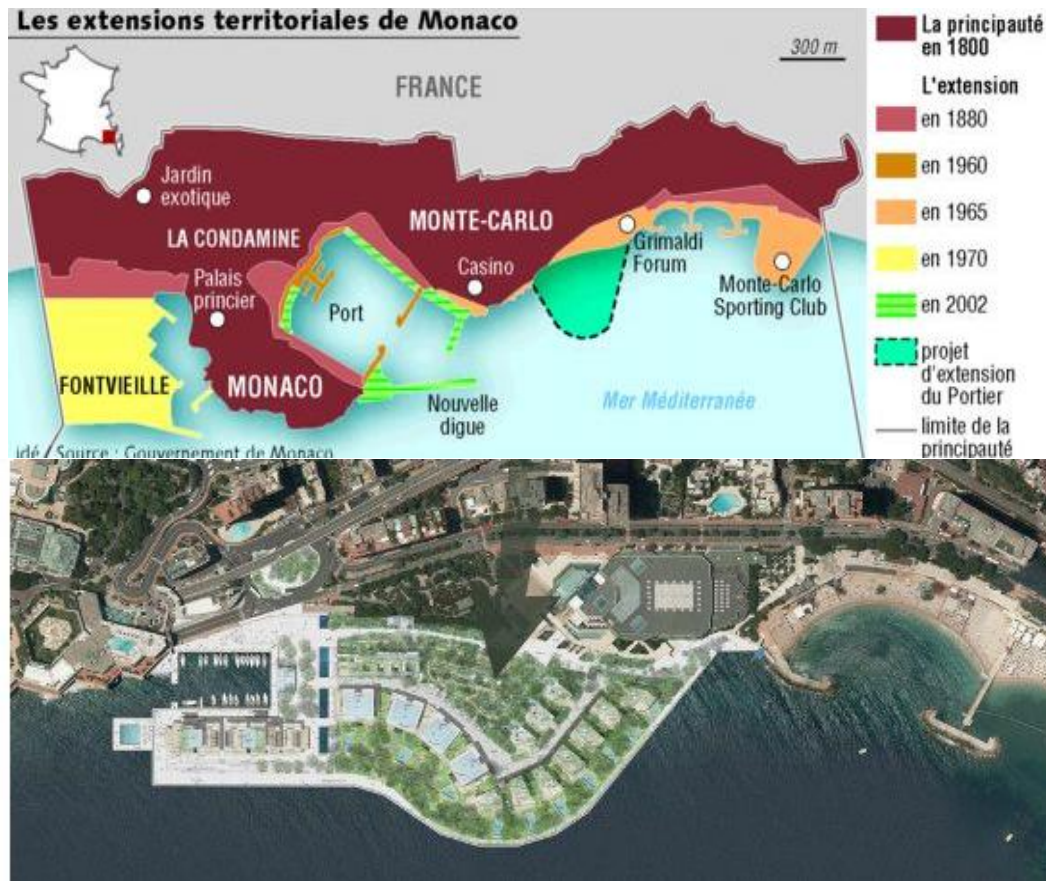 Les extensions territoriales de Monaco
300 m
FRANCE
Jardin
exotique
LA CONDAMINE
MONTE-CARLO
Palais
princier
Port
Casino
Grimaldi
Forum
Monte-Carlo
Sporting Club
FONTVIEILLE
MONACO
Nouvelle
digue
Mer Méditerranée
idé / Source : Gouvernement de Monaco
La principauté
en 1800
L'extension
en 1880
en 1960
en 1965
en 1970
en 2002
projet
d'extension
du Portier
limite de la
principauté